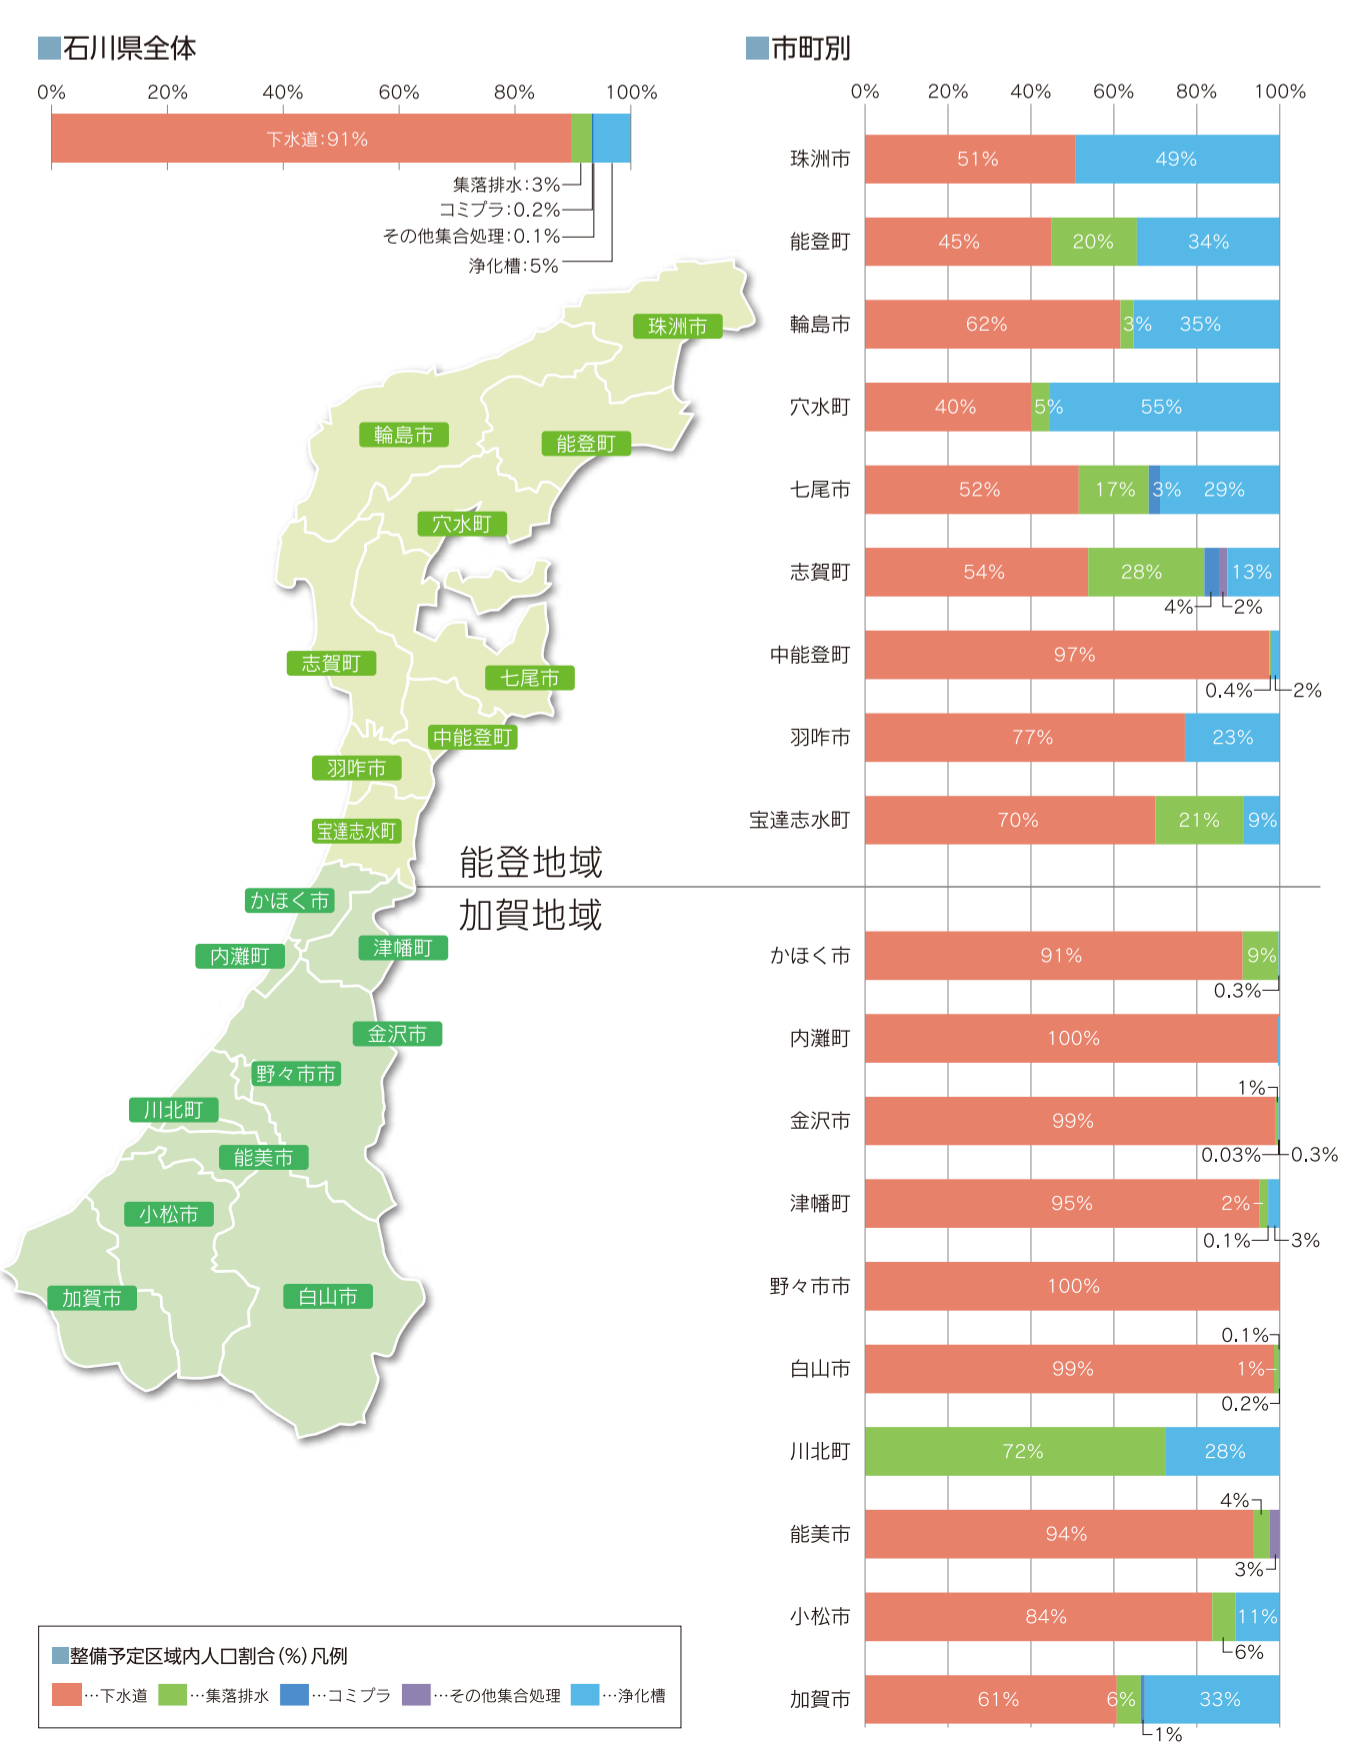 石川県全体
0% 20% 40% 60% 80% 100%
下水道:91%
集落排水:3%
コミプラ:0.2%
その他集合処理:0.1%
浄化槽:5%
珠洲市
輪島市
能登町
穴水町
志賀町
七尾市
中能登町
羽咋市
宝達志水町
能登地域
加賀地域
かほく市
内灘町
津幡町
金沢市
野々市市
川北町
能美市
小松市
加賀市
白山市
市町別
0% 20% 40% 60% 80% 100%
珠洲市 51% 49%
能登町 45% 20% 34%
輪島市 62% 3% 35%
穴水町 40% 5% 55%
七尾市 52% 17% 3% 29%
志賀町 54% 28% 13%
4% 2%
中能登町 97%
0.4% 2%
羽咋市 77% 23%
宝達志水町 70% 21% 9%
かほく市 91% 9%
0.3%
内灘町 100%
1%
金沢市 99%
0.03% 0.3%
津幡町 95% 2%
0.1% 3%
野々市市 100%
0.1%
白山市 99% 1%
0.2%
川北町 72% 28%
4%
能美市 94%
3%
小松市 84% 11%
6%
加賀市 61% 6% 33%
1%
整備予定区域内人口割合(%)凡例
…下水道 …集落排水 …コミプラ …その他集合処理 …浄化槽